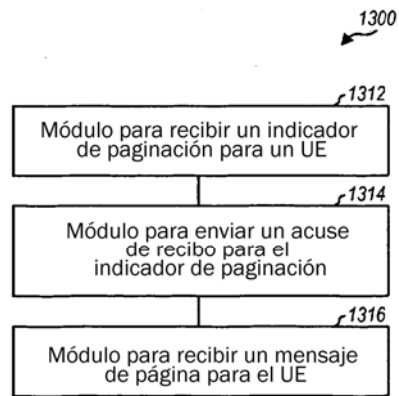 1300
1312
Módulo para recibir un indicador
de paginación para un UE
1314
Módulo para enviar un acuse
de recibo para el
indicador de paginación
1316
Módulo para recibir un mensaje
de página para el UE